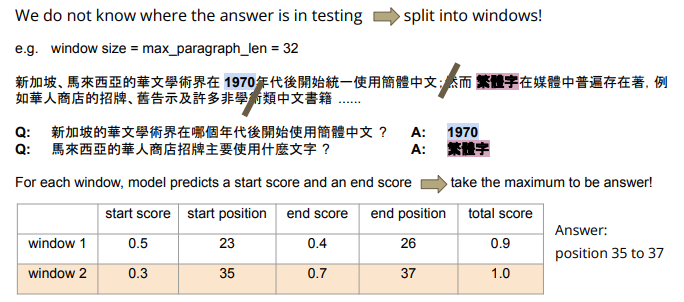 We do not know where the answer is in testing split into windows!
e.g. window size = max_paragraph_len = 32
新加坡、馬來西亞的華文學術界在 1970年代後開始統一使用簡體中文；然而 繁體字在媒體中普遍存在著，例
如華人商店的招牌、舊告示及許多非學術類中文書籍 ......
Q: 新加坡的華文學術界在哪個年代後開始使用簡體中文 ？ A: 1970
Q: 馬來西亞的華人商店招牌主要使用什麼文字 ？ A: 繁體字
For each window, model predicts a start score and an end score take the maximum to be answer!
start score start position end score end position total score
window 1 0.5 23 0.4 26 0.9
window 2 0.3 35 0.7 37 1.0
Answer:
position 35 to 37